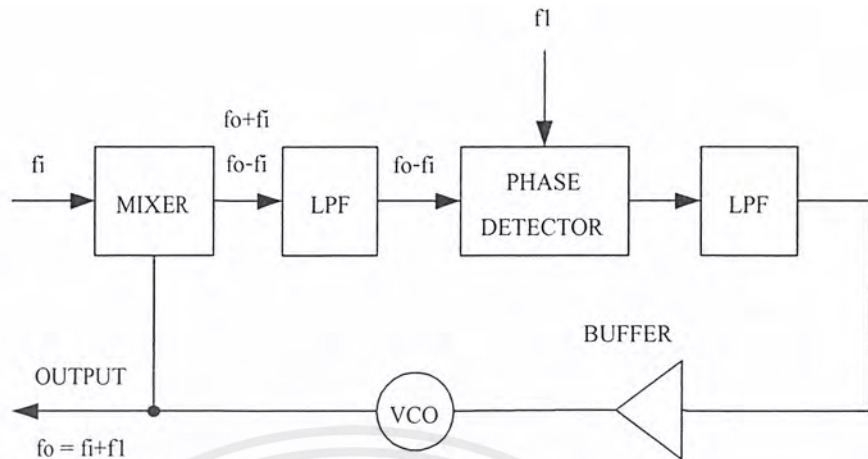 f1
fo+fi
fi
fo-fi
fo-fi
MIXER
LPF
PHASE
DETECTOR
LPF
BUFFER
OUTPUT
VCO
fo = fi+f1